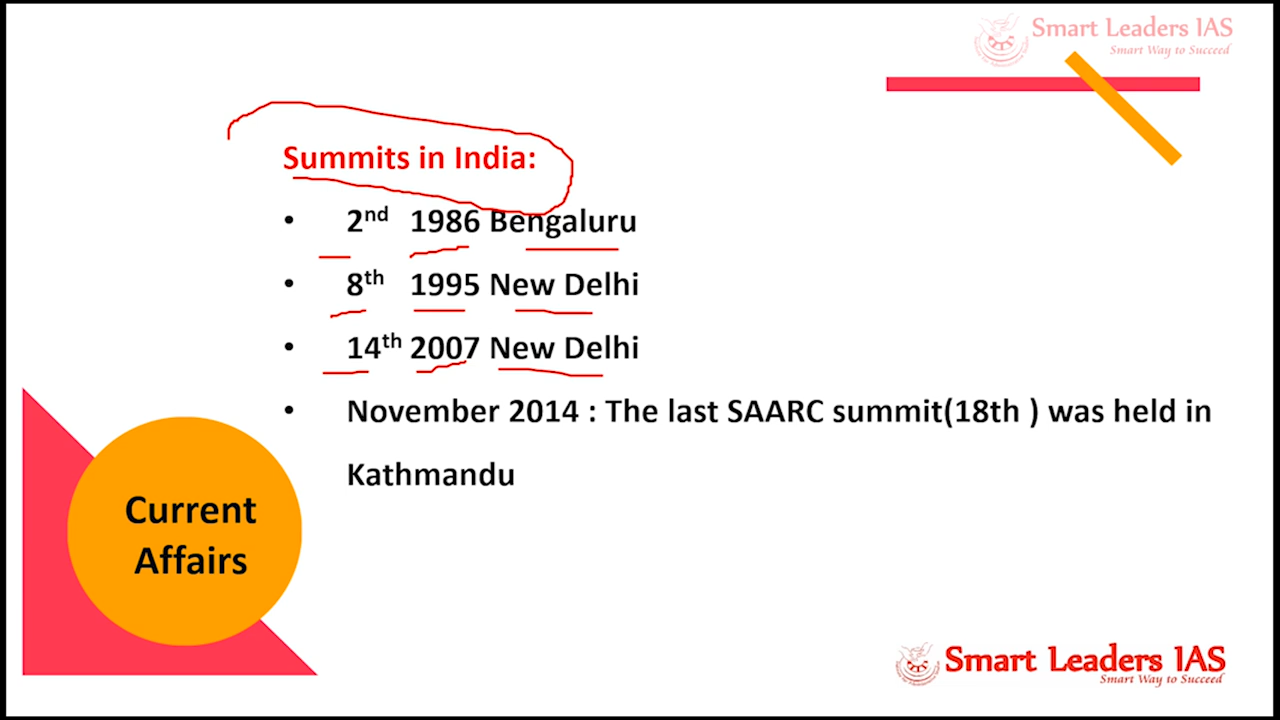 Smart Leaders IAS
Smart Way to Succeed
Summits in India:
• 2nd 1986 Bengaluru
• 8th 1995 New Delhi
• 14th 2007 New Delhi
• November 2014 : The last SAARC summit(18th ) was held in
Kathmandu
Current
Affairs
Smart Leaders IAS
Smart Way to Succeed